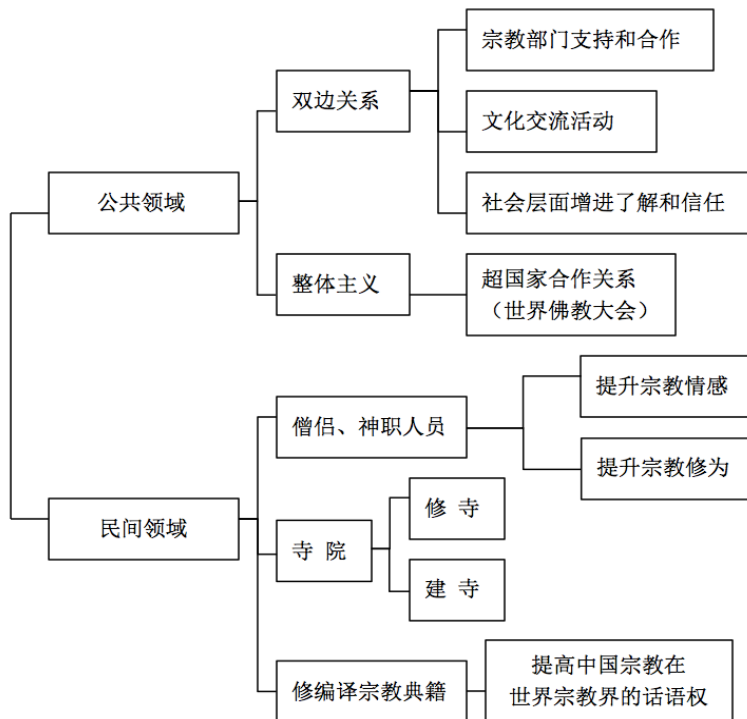 宗教部门支持和合作
双边关系
文化交流活动
公共领域
社会层面增进了解和信任
整体主义
超国家合作关系
（世界佛教大会）
提升宗教情感
僧侣、神职人员
提升宗教修为
民间领域
修 寺
寺 院
建 寺
修编译宗教典籍
提高中国宗教在
世界宗教界的话语权